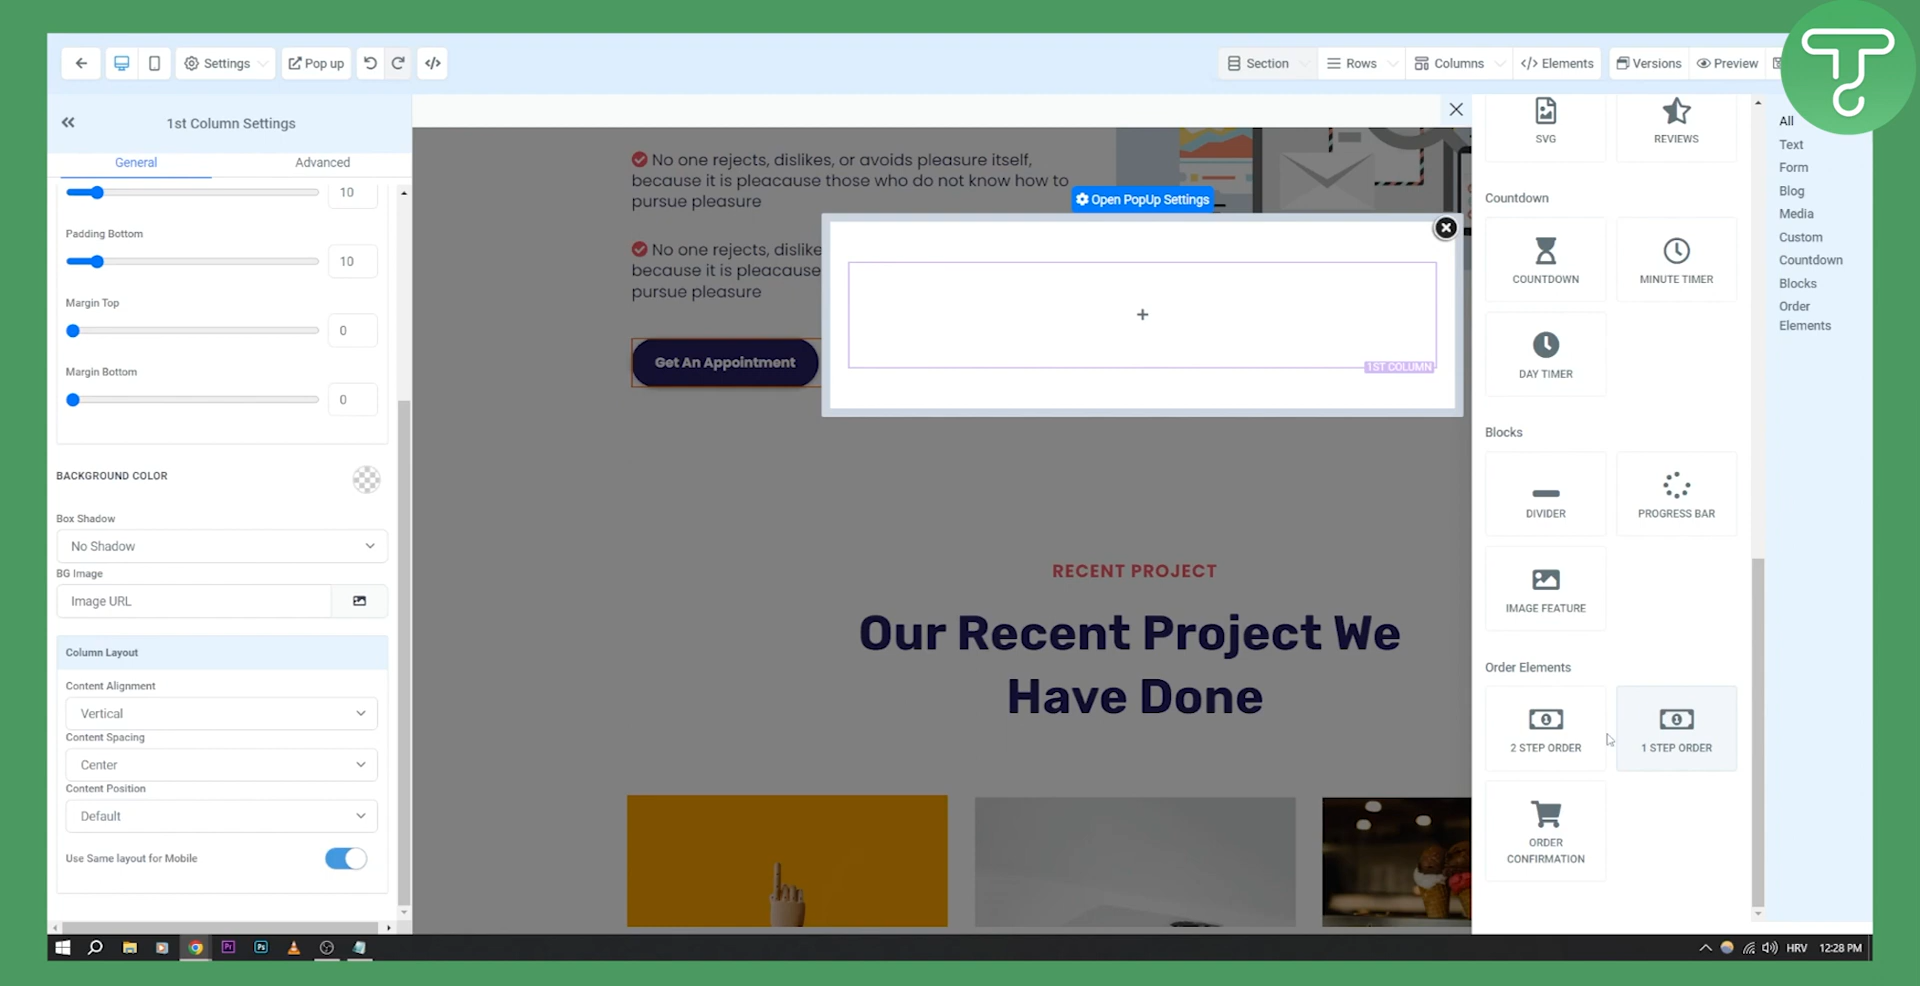 Settings
Pop up
Section
Rows
Columns
</> Elements
Versions
Preview
1st Column Settings
General
Advanced
10
Padding Bottom
10
Margin Top
0
Margin Bottom
0
BACKGROUND COLOR
Box Shadow
No Shadow
BG Image
Image URL
Column Layout
Content Alignment
Vertical
Content Spacing
Center
Content Position
Default
Use Same layout for Mobile
No one rejects, dislikes, or avoids pleasure itself,
because it is pleacause those who do not know how to
pursue pleasure
No one rejects, dislike
because it is pleacause
pursue pleasure
Get An Appointment
Open PopUp Settings
+
1ST COLUMN
RECENT PROJECT
Our Recent Project We
Have Done
SVG
REVIEWS
Countdown
COUNTDOWN
MINUTE TIMER
DAY TIMER
Blocks
DIVIDER
PROGRESS BAR
IMAGE FEATURE
Order Elements
2 STEP ORDER
1 STEP ORDER
ORDER
CONFIRMATION
All
Text
Form
Blog
Media
Custom
Countdown
Blocks
Order
Elements
Pr
Ps
HRV
12:28 PM